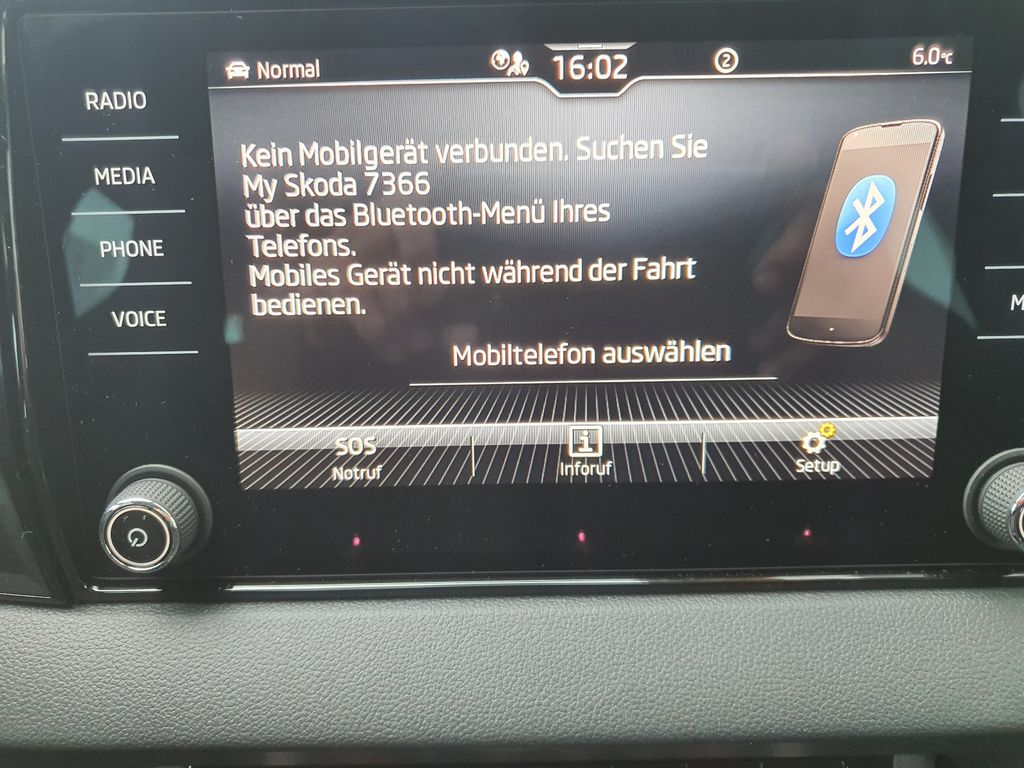 Normal
16:02
2
6.0°C
RADIO
MEDIA
PHONE
VOICE
Kein Mobilgerät verbunden. Suchen Sie
My Skoda 7366
über das Bluetooth-Menü Ihres
Telefons.
Mobiles Gerät nicht während der Fahrt
bedienen.
Mobiltelefon auswählen
SOS
Notruf
i
Inforuf
Setup
M